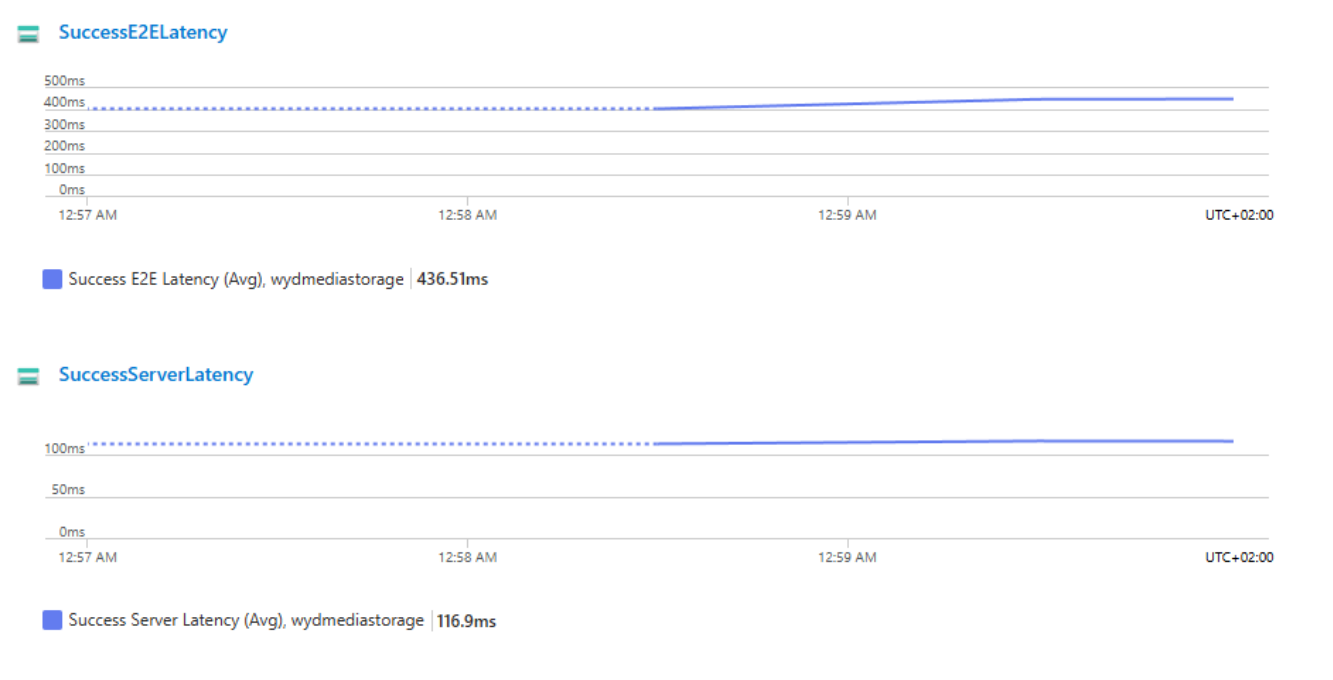 SuccessE2ELatency
500ms
400ms
300ms
200ms
100ms
0ms
12:57 AM 12:58 AM 12:59 AM UTC+02:00
Success E2E Latency (Avg), wydmediastorage 436.51ms
SuccessServerLatency
100ms
50ms
0ms
12:57 AM 12:58 AM 12:59 AM UTC+02:00
Success Server Latency (Avg), wydmediastorage 116.9ms